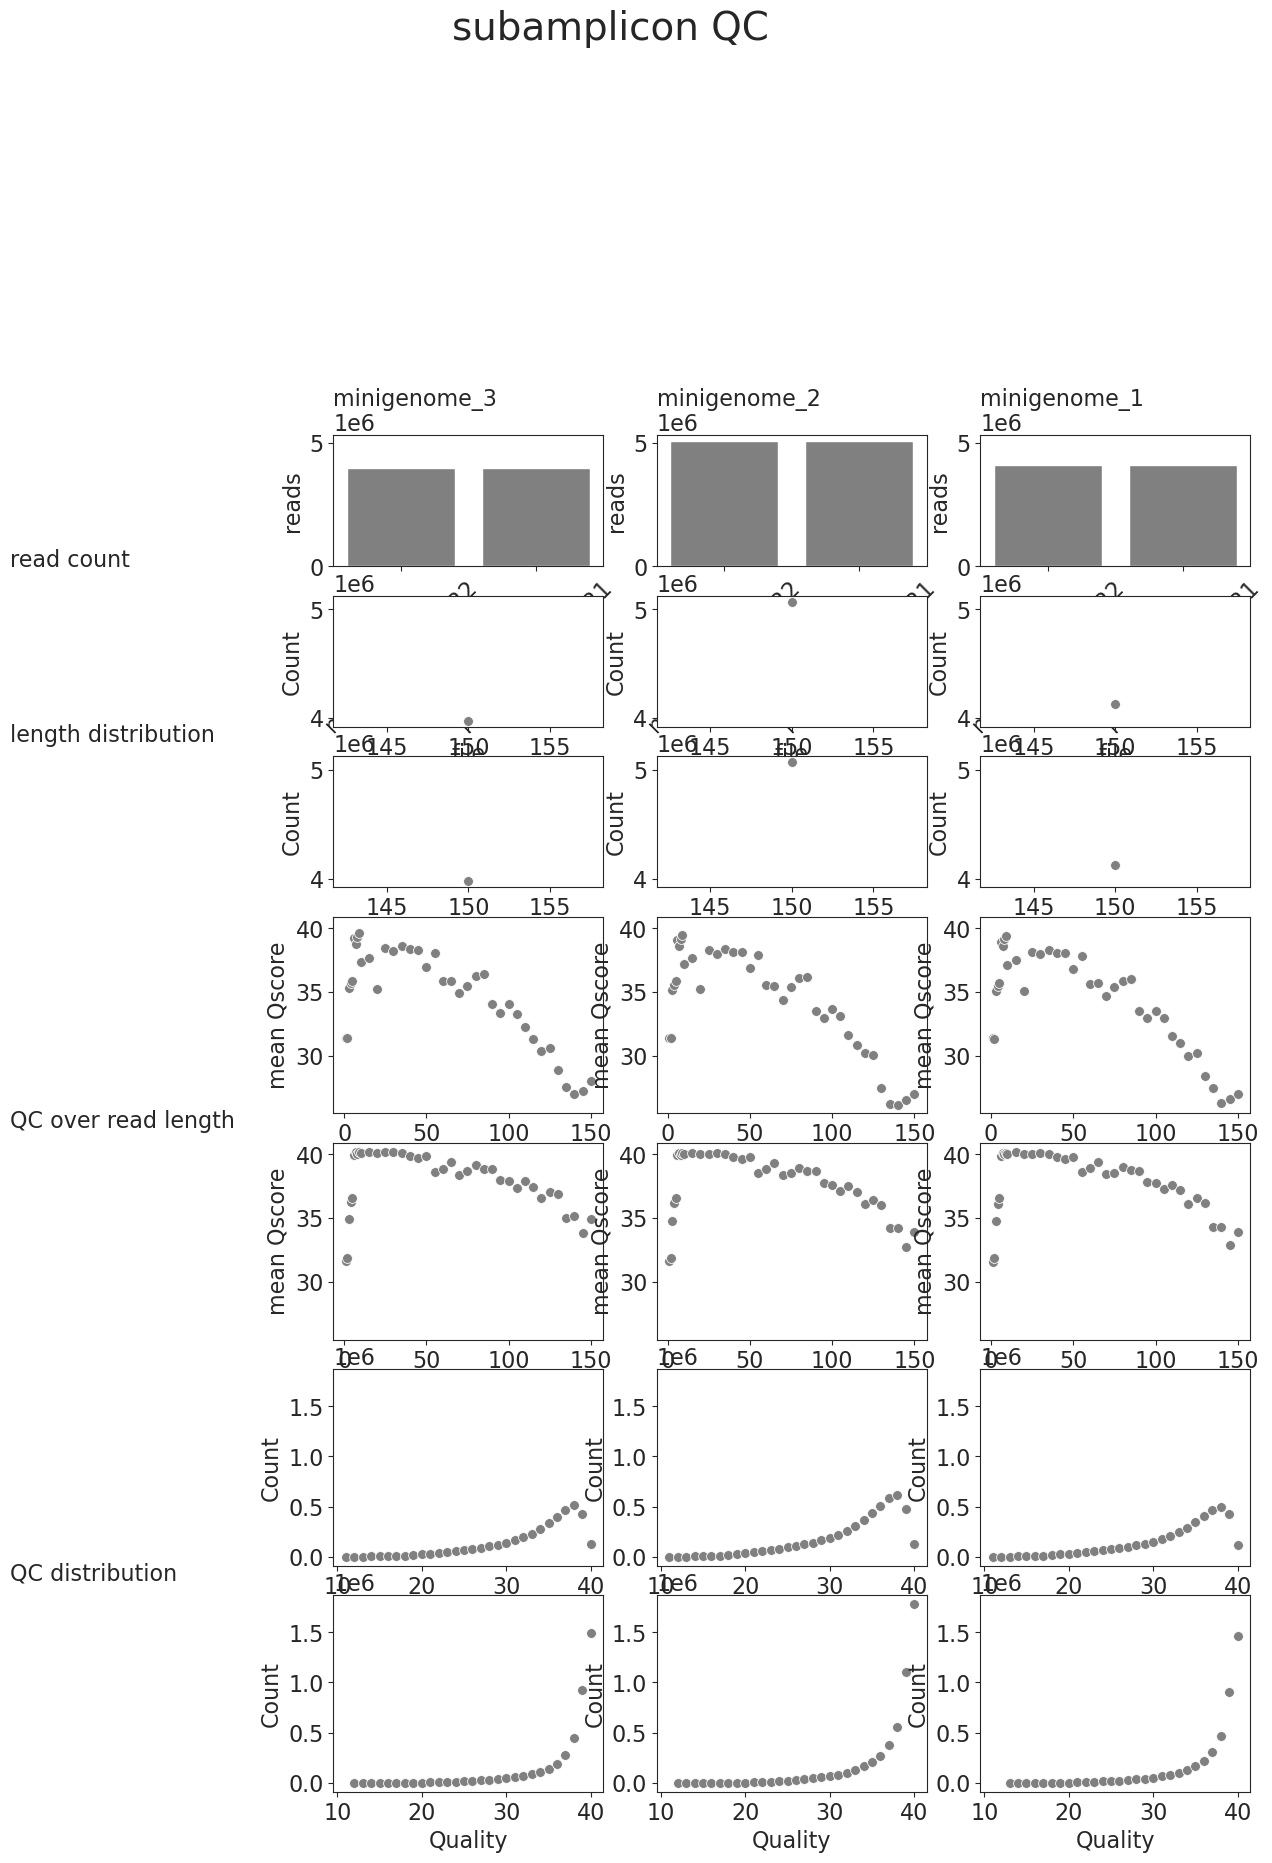 subamplicon QC
minigenome_3 minigenome_2 minigenome_1
1e6 1e6 1e6
5 5 5
reads reads reads
0 0 0
read count
1e6 1e6 1e6
5 5 5
Count Count Count
4 4 4
145 150 155 145 150 155 145 150 155
length distribution
1e6 1e6 1e6
5 5 5
Count Count Count
4 4 4
145 150 155 145 150 155 145 150 155
40 40 40
35 35 35
mean Qscore mean Qscore mean Qscore
30 30 30
0 50 100 150 0 50 100 150 0 50 100 150
QC over read length
40 40 40
35 35 35
mean Qscore mean Qscore mean Qscore
30 30 30
0 50 100 150 0 50 100 150 0 50 100 150
1e6 1e6 1e6
1.5 1.5 1.5
1.0 1.0 1.0
Count Count Count
0.5 0.5 0.5
0.0 0.0 0.0
10 20 30 40 10 20 30 40 10 20 30 40
QC distribution
1e6 1e6 1e6
1.5 1.5 1.5
1.0 1.0 1.0
Count Count Count
0.5 0.5 0.5
0.0 0.0 0.0
10 20 30 40 10 20 30 40 10 20 30 40
Quality Quality Quality